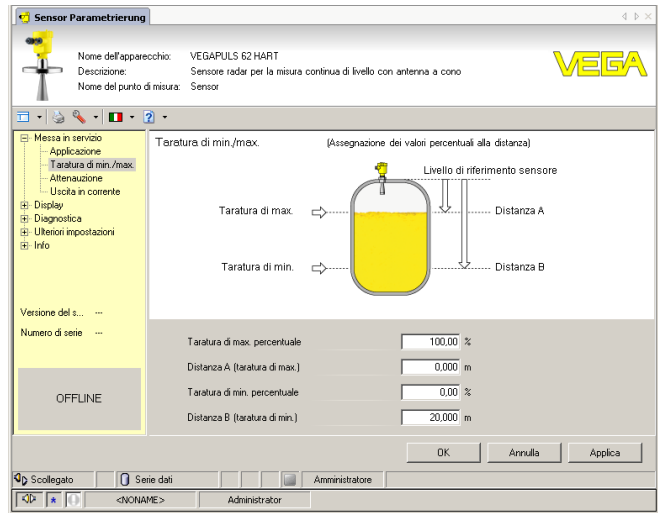 Sensor Parametrierung
Nome dell'apparecchio: VEGAPULS 62 HART
Descrizione: Sensore radar per la misura continua di livello con antenna a cono
Nome del punto di misura: Sensor
VEGA
Messa in servizio
Applicazione
Taratura di min./max.
Attenuazione
Uscita in corrente
Display
Diagnostica
Ulteriori impostazioni
Info
Versione del s... ---
Numero di serie ---
OFFLINE
Taratura di min./max. (Assegnazione dei valori percentuali alla distanza)
Livello di riferimento sensore
Taratura di max. Distanza A
Taratura di min. Distanza B
Taratura di max. percentuale 100,00 %
Distanza A (taratura di max.) 0,000 m
Taratura di min. percentuale 0,00 %
Distanza B (taratura di min.) 20,000 m
OK Annulla Applica
Scollegato Serie dati Amministratore
<NONAME> Administrator